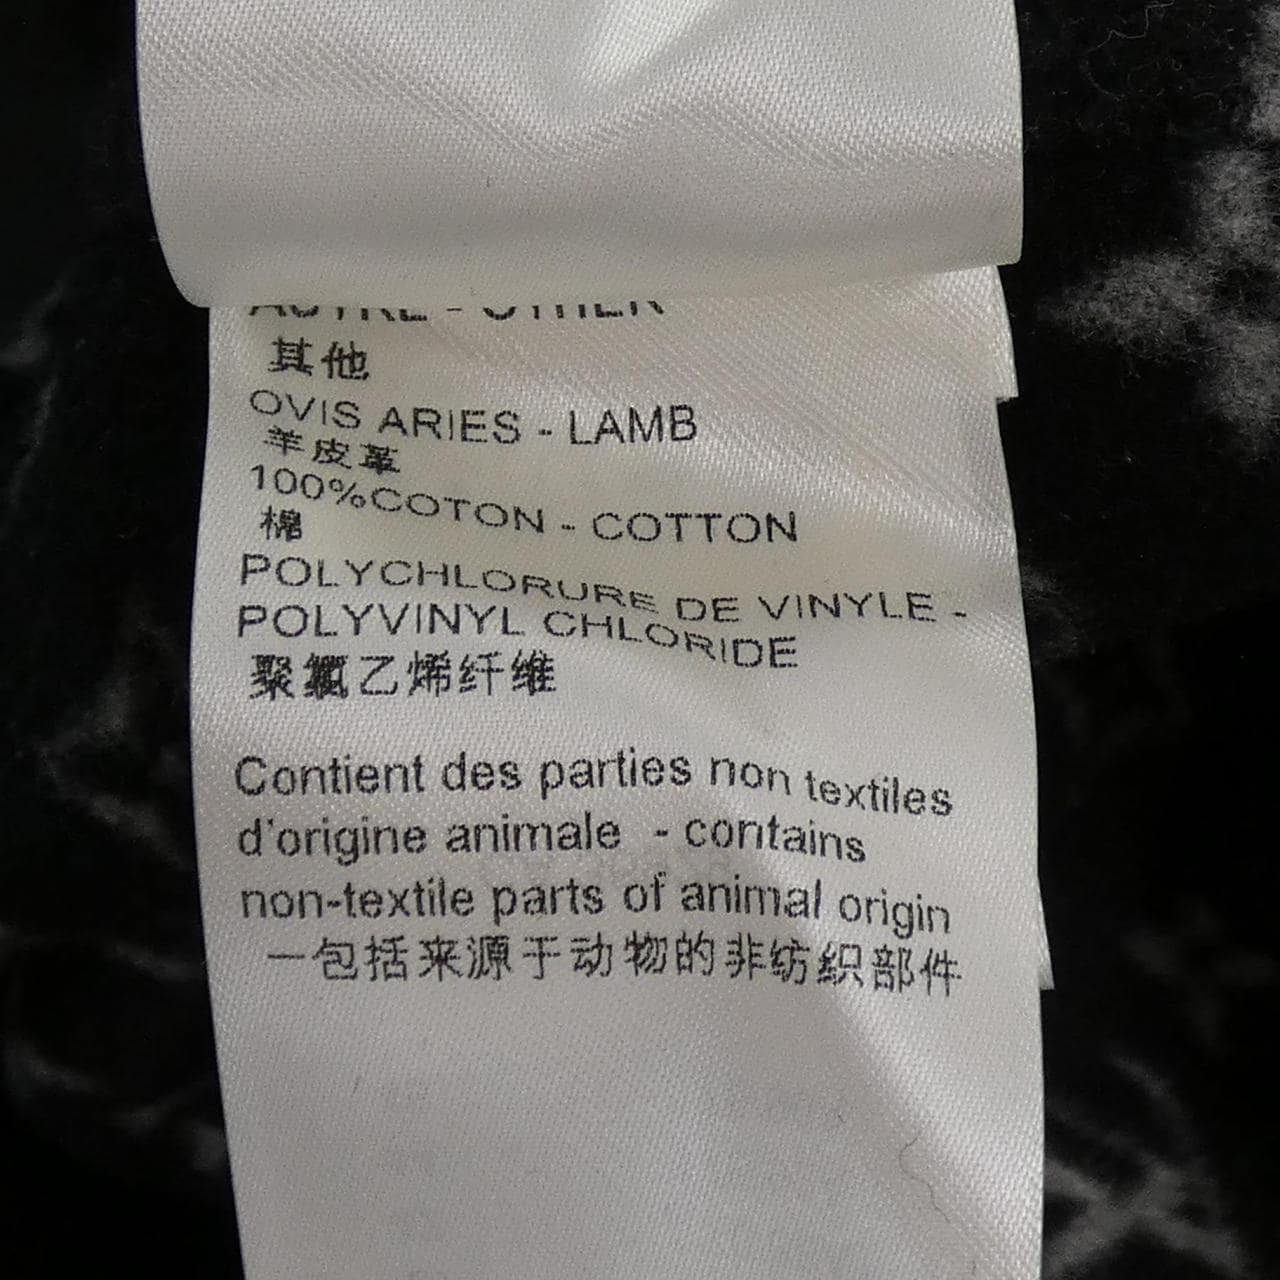 AUTRE - OTHER
其他
OVIS ARIES - LAMB
羊皮革
100%COTON - COTTON
棉
POLYCHLORURE DE VINYLE -
POLYVINYL CHLORIDE
聚氯乙烯纤维
Contient des parties non textiles
d'origine animale - contains
non-textile parts of animal origin
一包括来源于动物的非纺织部件